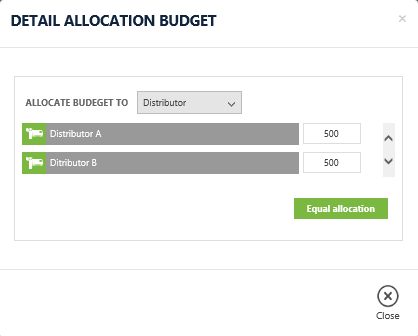 DETAIL ALLOCATION BUDGET
ALLOCATE BUDEGET TO Distributor
Distributor A 500
Ditributor B 500
Equal allocation
Close